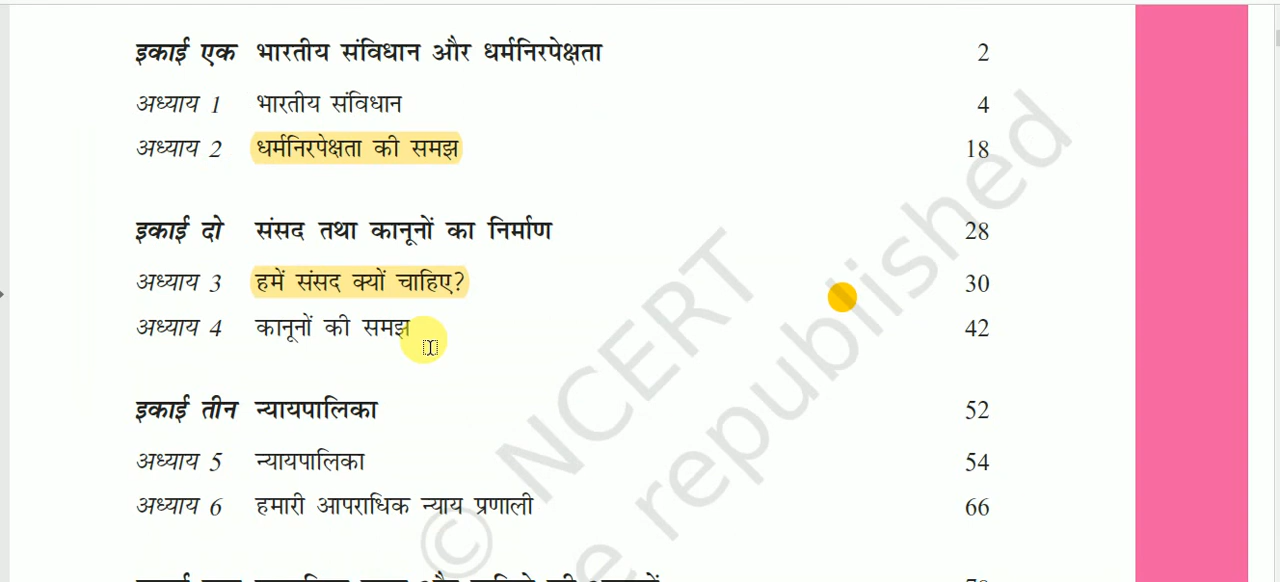 इकाई एक भारतीय संविधान और धर्मनिरपेक्षता 2
अध्याय 1 भारतीय संविधान 4
अध्याय 2 धर्मनिरपेक्षता की समझ 18
इकाई दो संसद तथा कानूनों का निर्माण 28
अध्याय 3 हमें संसद क्यों चाहिए? 30
अध्याय 4 कानूनों की समझ 42
इकाई तीन न्यायपालिका 52
अध्याय 5 न्यायपालिका 54
अध्याय 6 हमारी आपराधिक न्याय प्रणाली 66
© NCERT
be republished